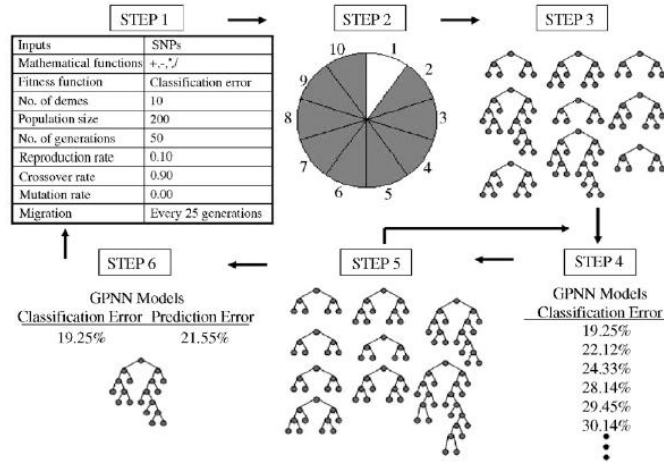 STEP 1
Inputs SNPs
Mathematical functions +,-,*,/
Fitness function Classification error
No. of demes 10
Population size 200
No. of generations 50
Reproduction rate 0.10
Crossover rate 0.90
Mutation rate 0.00
Migration Every 25 generations
STEP 2
1
2
3
4
5
6
7
8
9
10
STEP 3
STEP 4
GPNN Models
Classification Error
19.25%
22.12%
24.33%
28.14%
29.45%
30.14%
STEP 5
STEP 6
GPNN Models
Classification Error Prediction Error
19.25% 21.55%